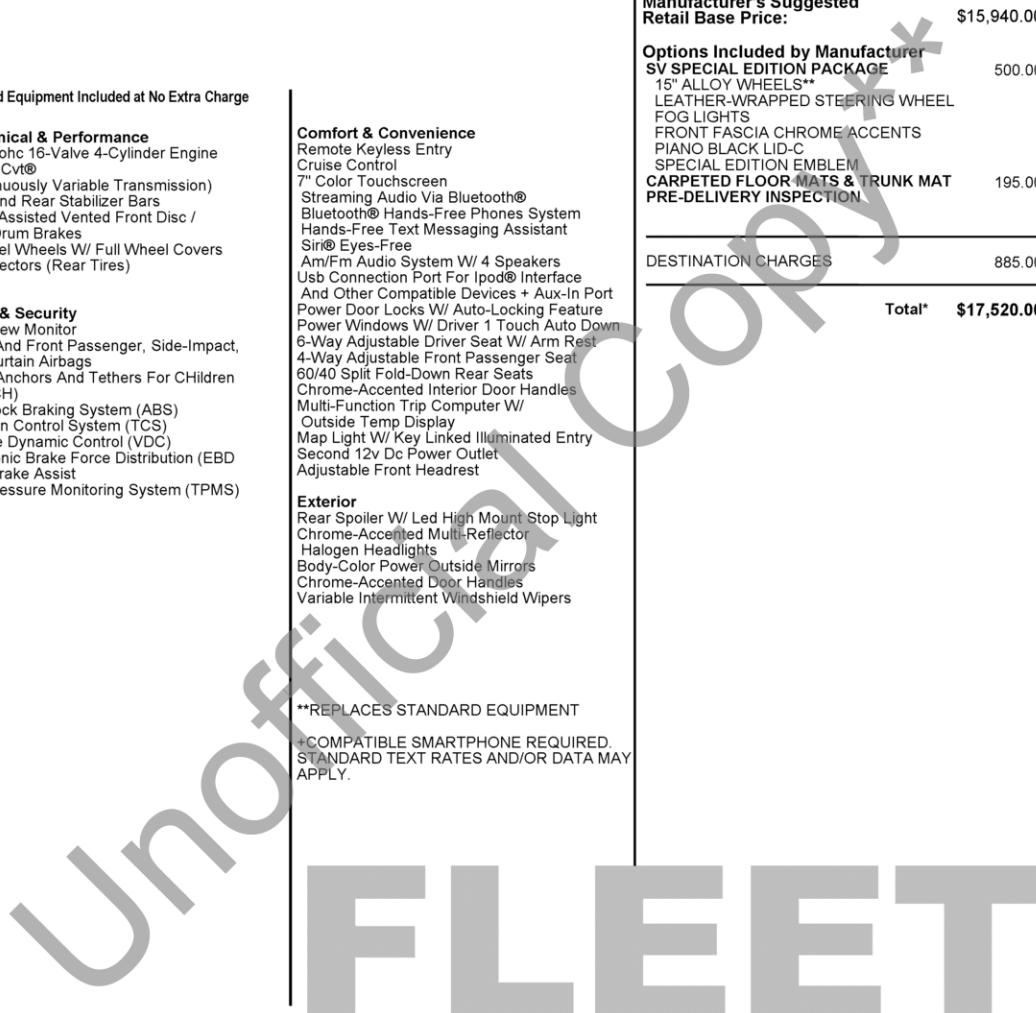 d Equipment Included at No Extra Charge
nical & Performance
ohc 16-Valve 4-Cylinder Engine
Cvt®
nuously Variable Transmission)
nd Rear Stabilizer Bars
Assisted Vented Front Disc /
Drum Brakes
el Wheels W/ Full Wheel Covers
ectors (Rear Tires)
& Security
ew Monitor
And Front Passenger, Side-Impact,
urtain Airbags
Anchors And Tethers For CHildren
CH)
ock Braking System (ABS)
n Control System (TCS)
e Dynamic Control (VDC)
onic Brake Force Distribution (EBD
rake Assist
essure Monitoring System (TPMS)
Comfort & Convenience
Remote Keyless Entry
Cruise Control
7" Color Touchscreen
Streaming Audio Via Bluetooth®
Bluetooth® Hands-Free Phones System
Hands-Free Text Messaging Assistant
Siri® Eyes-Free
Am/Fm Audio System W/ 4 Speakers
Usb Connection Port For Ipod® Interface
And Other Compatible Devices + Aux-In Port
Power Door Locks W/ Auto-Locking Feature
Power Windows W/ Driver 1 Touch Auto Down
6-Way Adjustable Driver Seat W/ Arm Rest
4-Way Adjustable Front Passenger Seat
60/40 Split Fold-Down Rear Seats
Chrome-Accented Interior Door Handles
Multi-Function Trip Computer W/
Outside Temp Display
Map Light W/ Key Linked Illuminated Entry
Second 12v Dc Power Outlet
Adjustable Front Headrest
Exterior
Rear Spoiler W/ Led High Mount Stop Light
Chrome-Accented Multi-Reflector
Halogen Headlights
Body-Color Power Outside Mirrors
Chrome-Accented Door Handles
Variable Intermittent Windshield Wipers
**REPLACES STANDARD EQUIPMENT
+COMPATIBLE SMARTPHONE REQUIRED.
STANDARD TEXT RATES AND/OR DATA MAY
APPLY.
Manufacturer's Suggested
Retail Base Price: $15,940.00
Options Included by Manufacturer
SV SPECIAL EDITION PACKAGE 500.00
15" ALLOY WHEELS**
LEATHER-WRAPPED STEERING WHEEL
FOG LIGHTS
FRONT FASCIA CHROME ACCENTS
PIANO BLACK LID-C
SPECIAL EDITION EMBLEM
CARPETED FLOOR MATS & TRUNK MAT 195.00
PRE-DELIVERY INSPECTION
DESTINATION CHARGES 885.00
Total* $17,520.00
Unofficial Copy**
FLEET